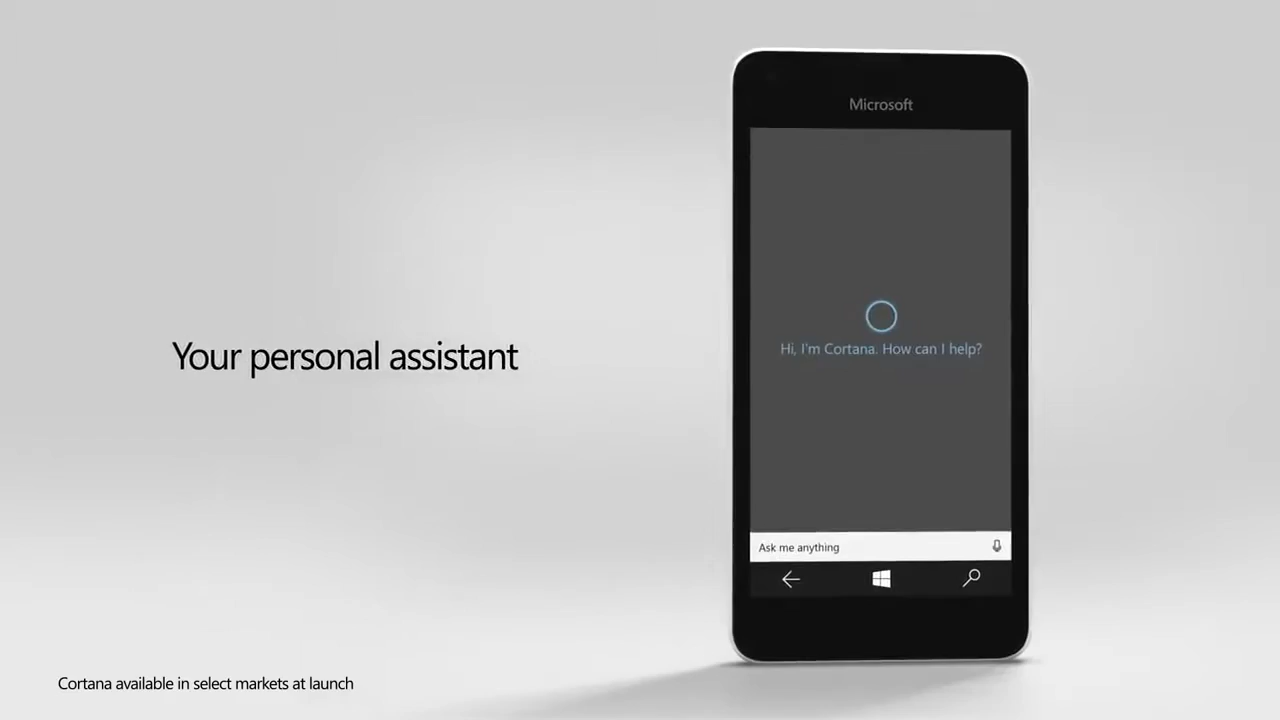 Microsoft
Your personal assistant
Hi, I'm Cortana. How can I help?
Ask me anything
Cortana available in select markets at launch